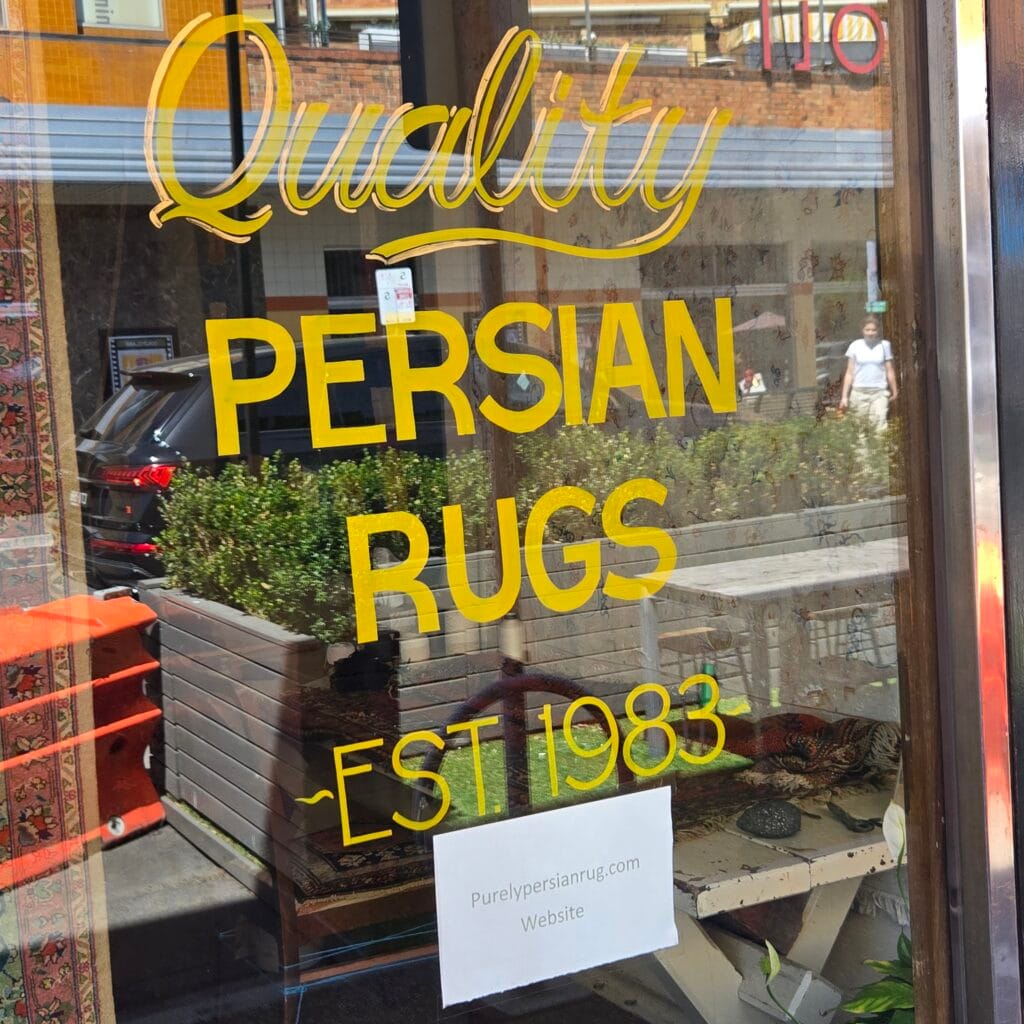 Quality
PERSIAN
RUGS
~EST. 1983
Purelypersianrug.com
Website